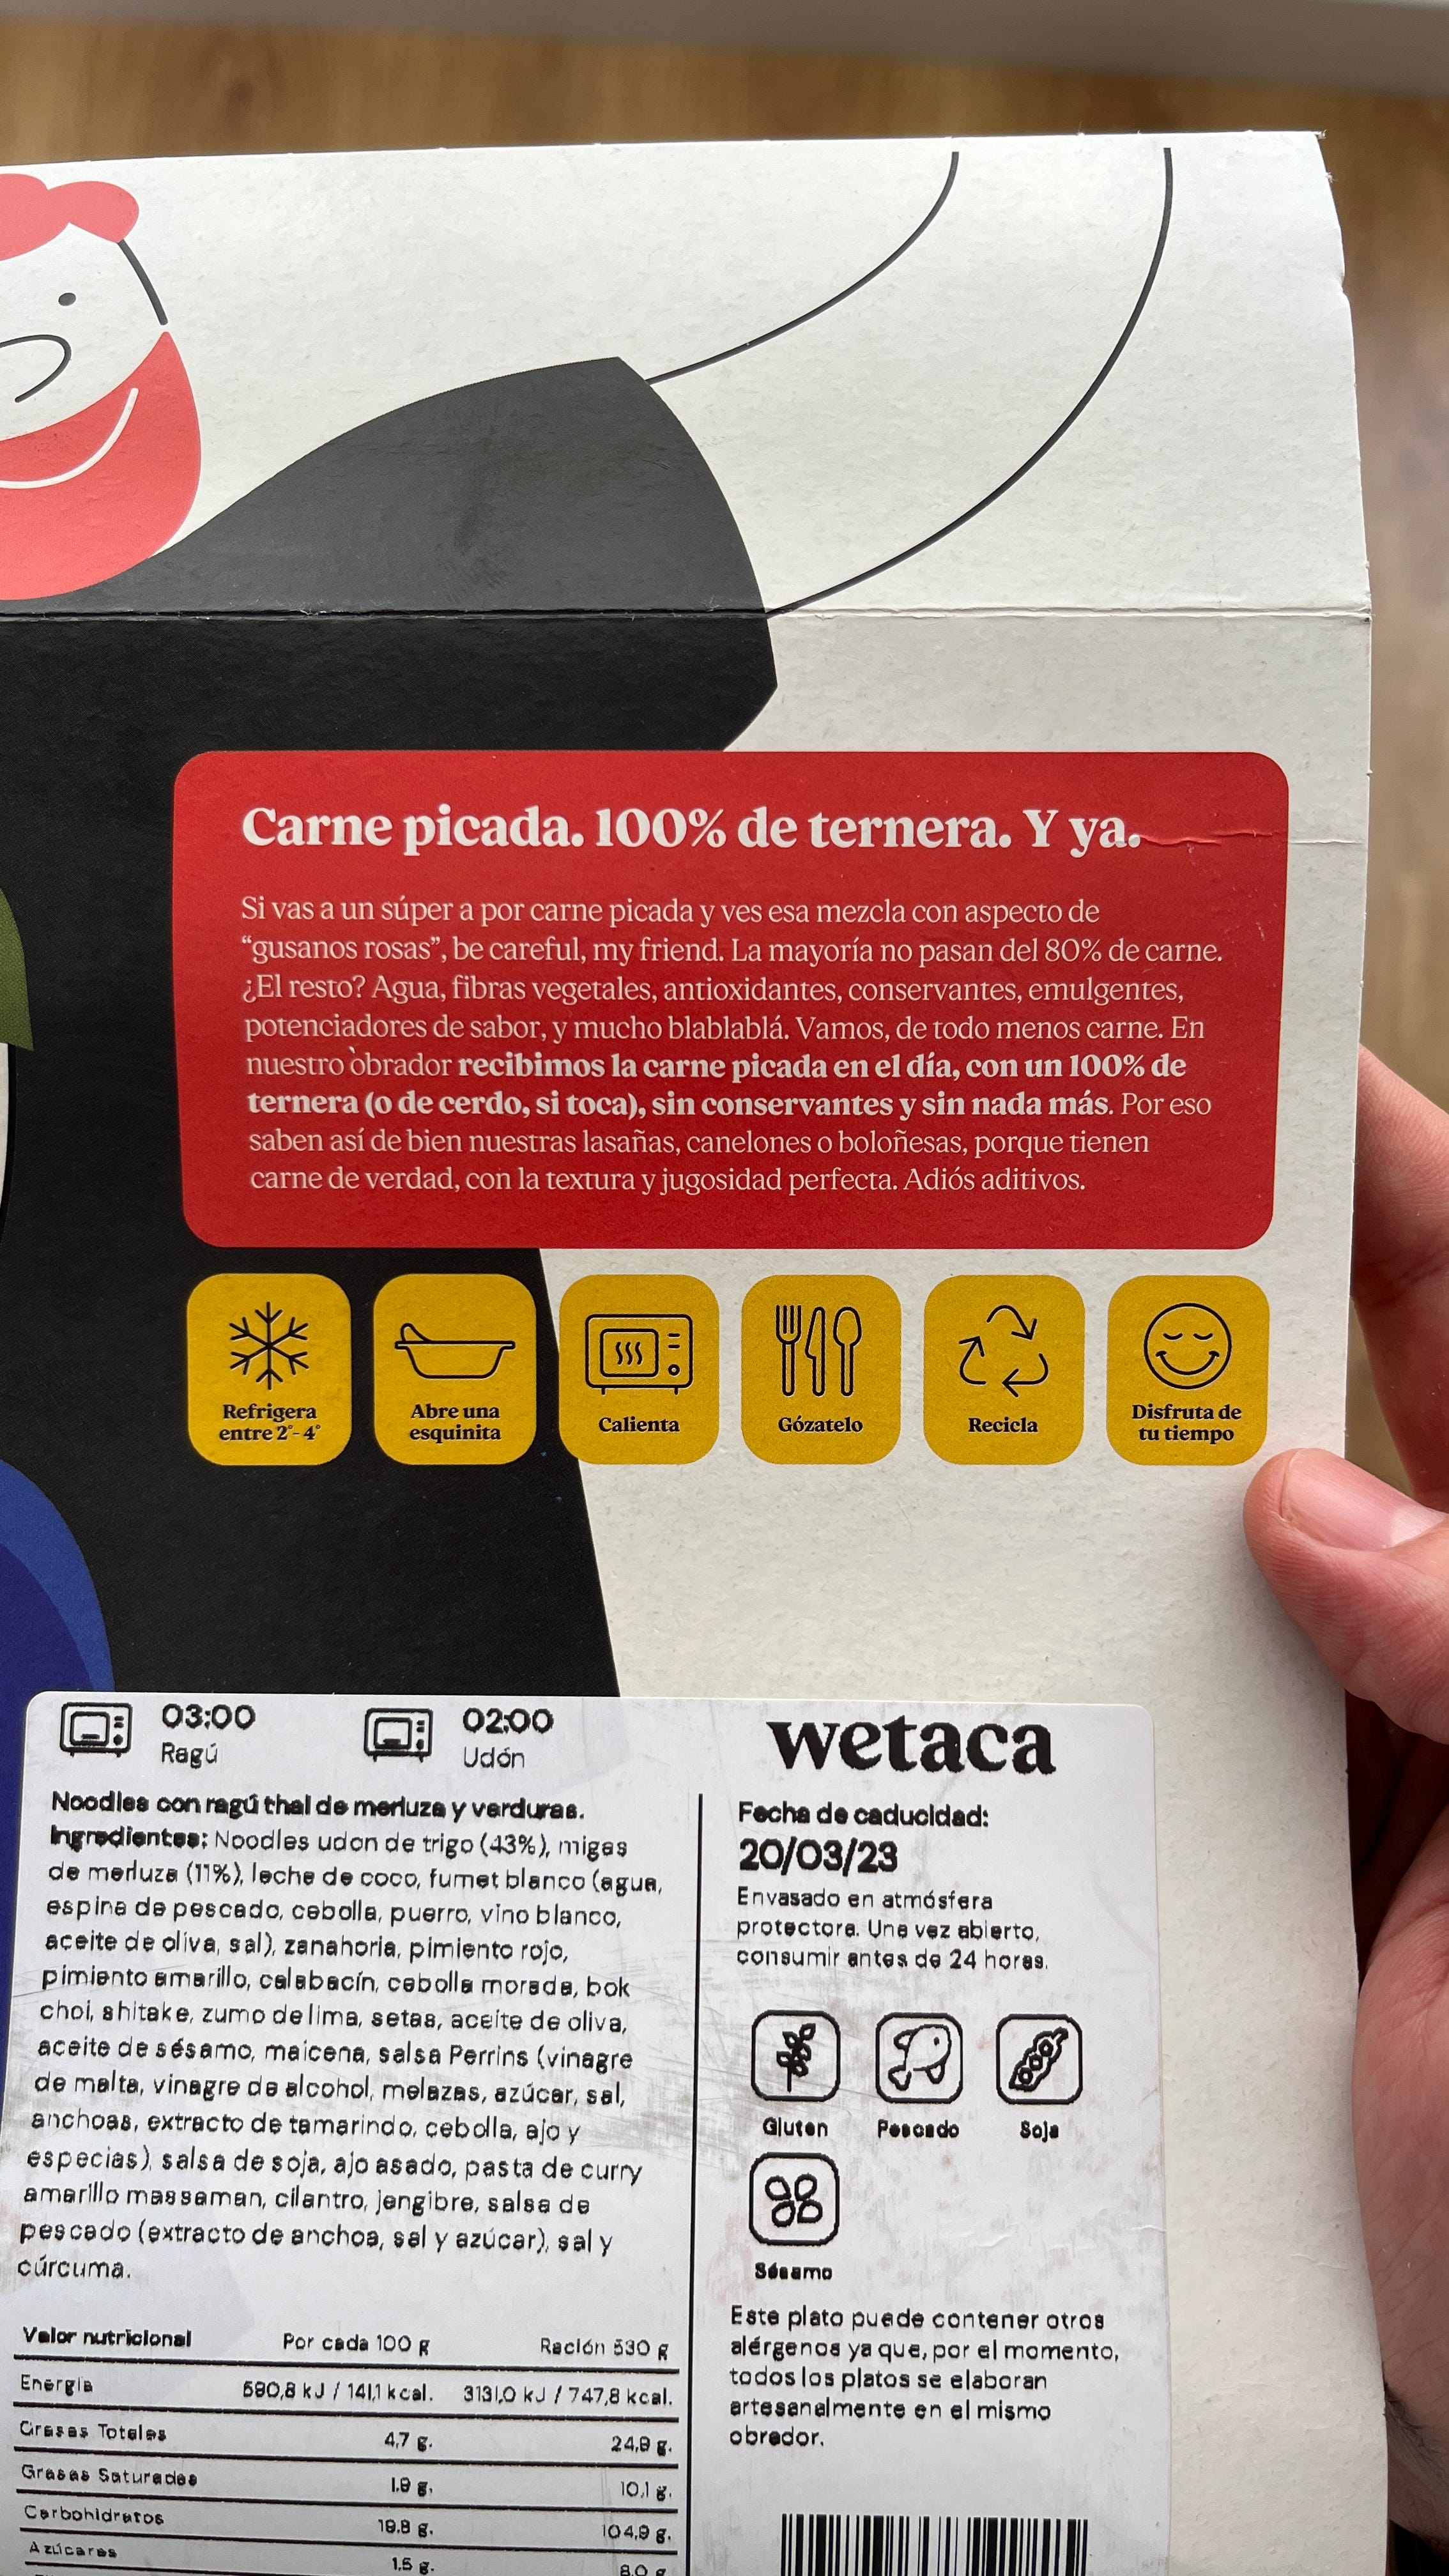 Carne picada. 100% de ternera. Y ya.
Si vas a un súper a por carne picada y ves esa mezcla con aspecto de
“gusanos rosas”, be careful, my friend. La mayoría no pasan del 80% de carne.
¿El resto? Agua, fibras vegetales, antioxidantes, conservantes, emulgentes,
potenciadores de sabor, y mucho blablablá. Vamos, de todo menos carne. En
nuestro obrador recibimos la carne picada en el día, con un 100% de
ternera (o de cerdo, si toca), sin conservantes y sin nada más. Por eso
saben así de bien nuestras lasañas, canelones o boloñesas, porque tienen
carne de verdad, con la textura y jugosidad perfecta. Adiós aditivos.
Refrigera
entre 2°- 4°
Abre una
esquinita
Calienta
Gózatelo
Recicla
Disfruta de
tu tiempo
03:00
Ragú
02:00
Udón
Noodles con ragú thai de merluza y verduras.
Ingredientes: Noodles udon de trigo (43%), migas
de merluza (11%), leche de coco, fumet blanco (agua,
espina de pescado, cebolla, puerro, vino blanco,
aceite de oliva, sal), zanahoria, pimiento rojo,
pimiento amarillo, calabacín, cebolla morada, bok
choi, shitake, zumo de lima, setas, aceite de oliva,
aceite de sésamo, maicena, salsa Perrins (vinagre
de malta, vinagre de alcohol, melazas, azúcar, sal,
anchoas, extracto de tamarindo, cebolla, ajo y
especias), salsa de soja, ajo asado, pasta de curry
amarillo massaman, cilantro, jengibre, salsa de
pescado (extracto de anchoa, sal y azúcar), sal y
cúrcuma.
Valor nutricional Por cada 100 g Ración 530 g
Energía 590,8 kJ / 141,1 kcal. 3131,0 kJ / 747,8 kcal.
Grasas Totales 4,7 g. 24,9 g.
Grasas Saturadas 1,9 g. 10,1 g.
Carbohidratos 19,8 g. 104,9 g.
Azúcares 1,5 g. 8,0 g.
wetaca
Fecha de caducidad:
20/03/23
Envasado en atmósfera
protectora. Una vez abierto,
consumir antes de 24 horas.
Gluten
Pescado
Soja
Sésamo
Este plato puede contener otros
alérgenos ya que, por el momento,
todos los platos se elaboran
artesanalmente en el mismo
obrador.